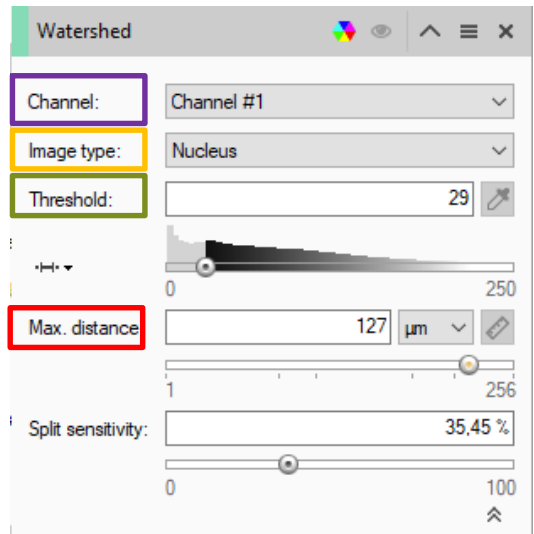 Watershed
Channel: Channel #1
Image type: Nucleus
Threshold: 29
0 250
Max. distance 127 µm
1 256
Split sensitivity: 35,45 %
0 100